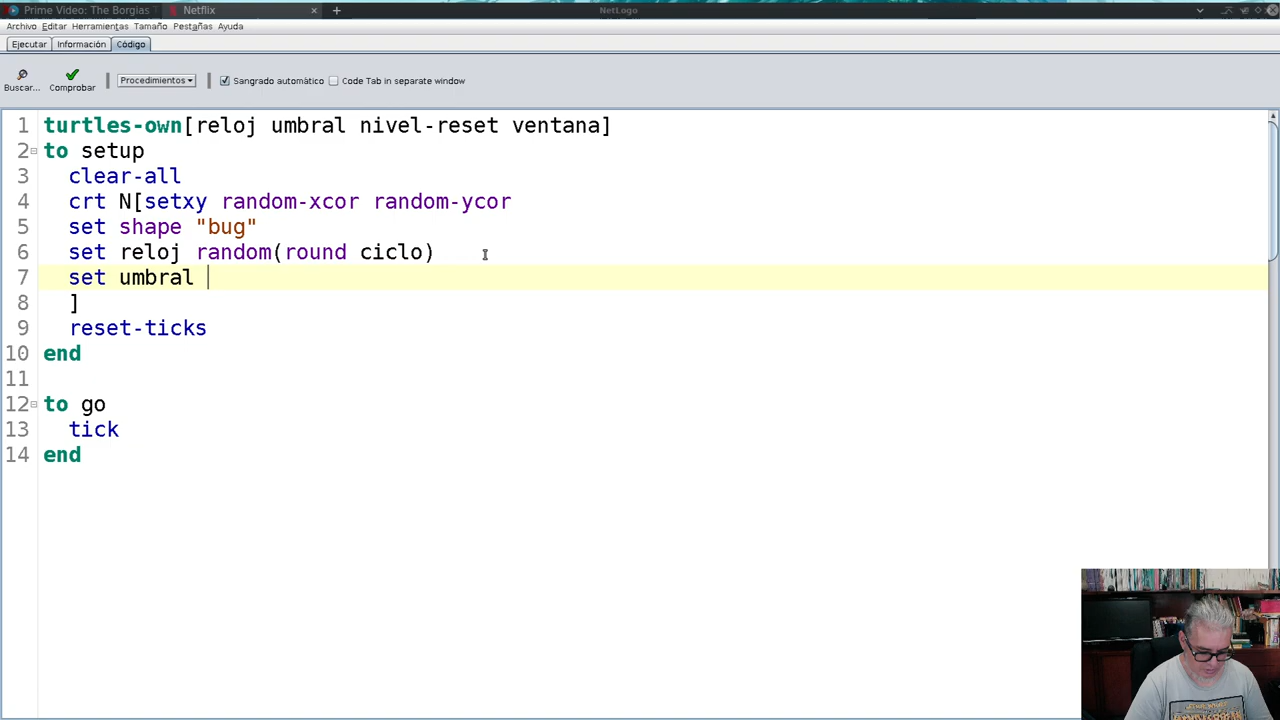 Prime Video: The Borgias
Netflix
NetLogo
Archivo Editar Herramientas Tamaño Pestañas Ayuda
Ejecutar Información Código
Buscar... Comprobar Procedimientos Sangrado automático Code Tab in separate window
1 turtles-own[reloj umbral nivel-reset ventana]
2 to setup
3 clear-all
4 crt N[setxy random-xcor random-ycor
5 set shape "bug"
6 set reloj random(round ciclo)
7 set umbral
8 ]
9 reset-ticks
10 end
11
12 to go
13 tick
14 end